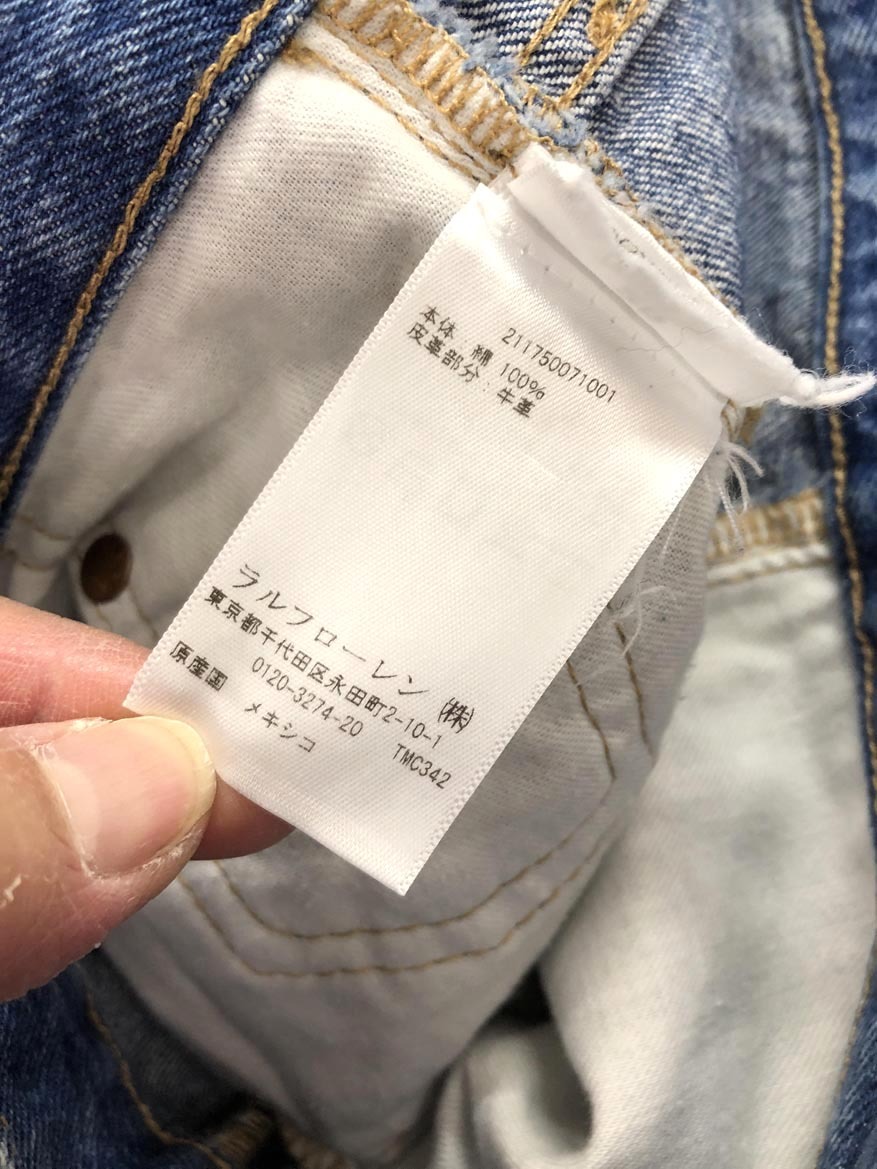 211750071001
本体:綿 100%
皮革部分:牛革
ラルフローレン ㈱
東京都千代田区永田町2-10-1
0120-3274-20 TMC342
原産国 メキシコ